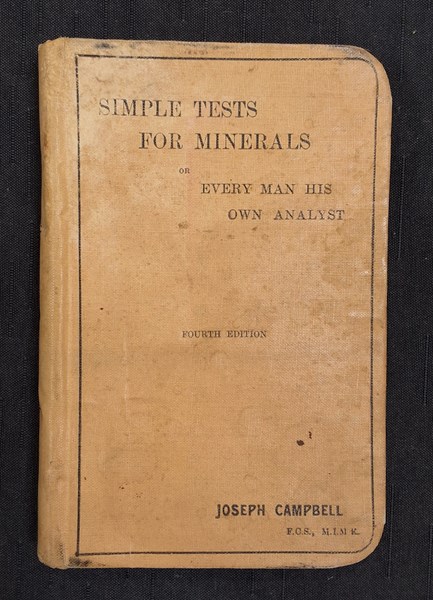 SIMPLE TESTS
FOR MINERALS
OR
EVERY MAN HIS
OWN ANALYST
FOURTH EDITION
JOSEPH CAMPBELL
F.C.S., M.I.M.E.